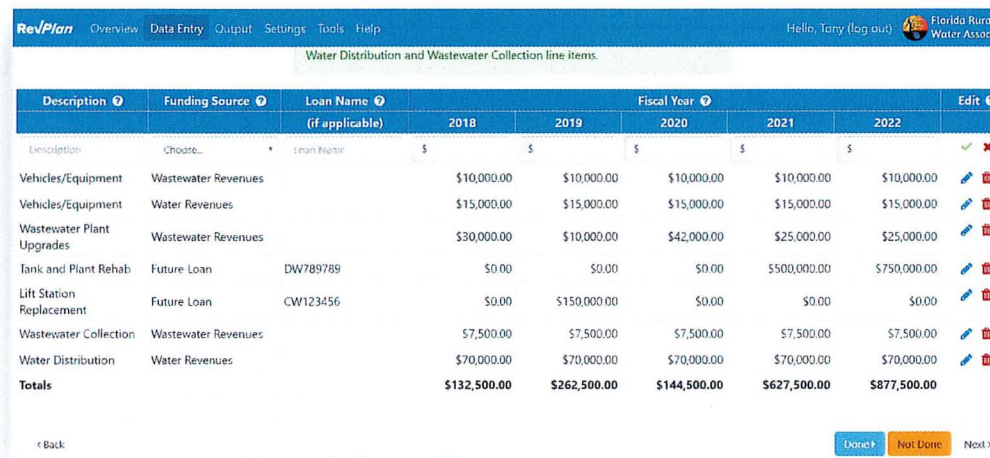 Rev/Plan Overview Data Entry Output Settings Tools Help Hello, Tony (log out) Florida Rura
Water Assoc
Water Distribution and Wastewater Collection line items.
Description ? Funding Source ? Loan Name ? Fiscal Year ? Edit ?
(if applicable) 2018 2019 2020 2021 2022
Description Choose... Loan Name $ $ $ $ $
Vehicles/Equipment Wastewater Revenues $10,000.00 $10,000.00 $10,000.00 $10,000.00 $10,000.00
Vehicles/Equipment Water Revenues $15,000.00 $15,000.00 $15,000.00 $15,000.00 $15,000.00
Wastewater Plant
Upgrades Wastewater Revenues $30,000.00 $10,000.00 $42,000.00 $25,000.00 $25,000.00
Tank and Plant Rehab Future Loan DW789789 $0.00 $0.00 $0.00 $500,000.00 $750,000.00
Lift Station
Replacement Future Loan CW123456 $0.00 $150,000.00 $0.00 $0.00 $0.00
Wastewater Collection Wastewater Revenues $7,500.00 $7,500.00 $7,500.00 $7,500.00 $7,500.00
Water Distribution Water Revenues $70,000.00 $70,000.00 $70,000.00 $70,000.00 $70,000.00
Totals $132,500.00 $262,500.00 $144,500.00 $627,500.00 $877,500.00
‹ Back Done Not Done Next ›